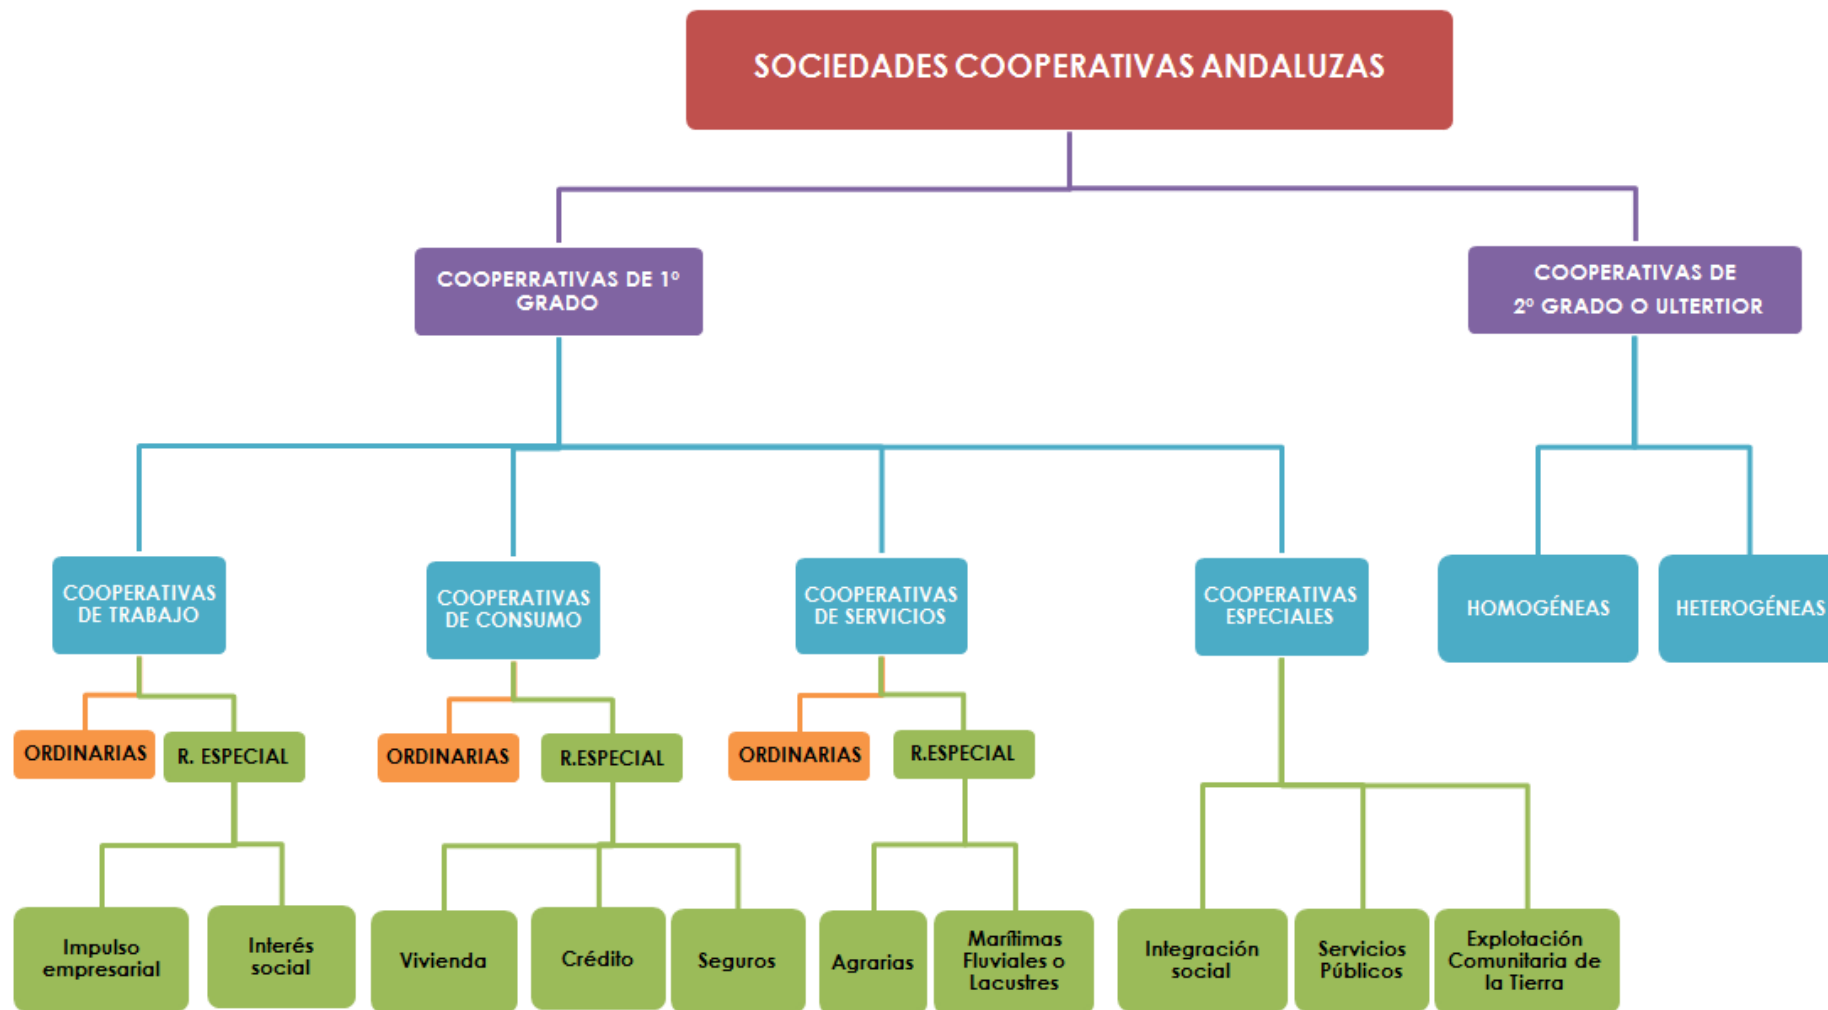 SOCIEDADES COOPERATIVAS ANDALUZAS
COOPERRATIVAS DE 1º
GRADO
COOPERATIVAS DE
2º GRADO O ULTERTIOR
COOPERATIVAS
DE TRABAJO
COOPERATIVAS
DE CONSUMO
COOPERATIVAS
DE SERVICIOS
COOPERATIVAS
ESPECIALES
HOMOGÉNEAS
HETEROGÉNEAS
ORDINARIAS
R. ESPECIAL
ORDINARIAS
R.ESPECIAL
ORDINARIAS
R.ESPECIAL
Impulso
empresarial
Interés
social
Vivienda
Crédito
Seguros
Agrarias
Marítimas
Fluviales o
Lacustres
Integración
social
Servicios
Públicos
Explotación
Comunitaria de
la Tierra